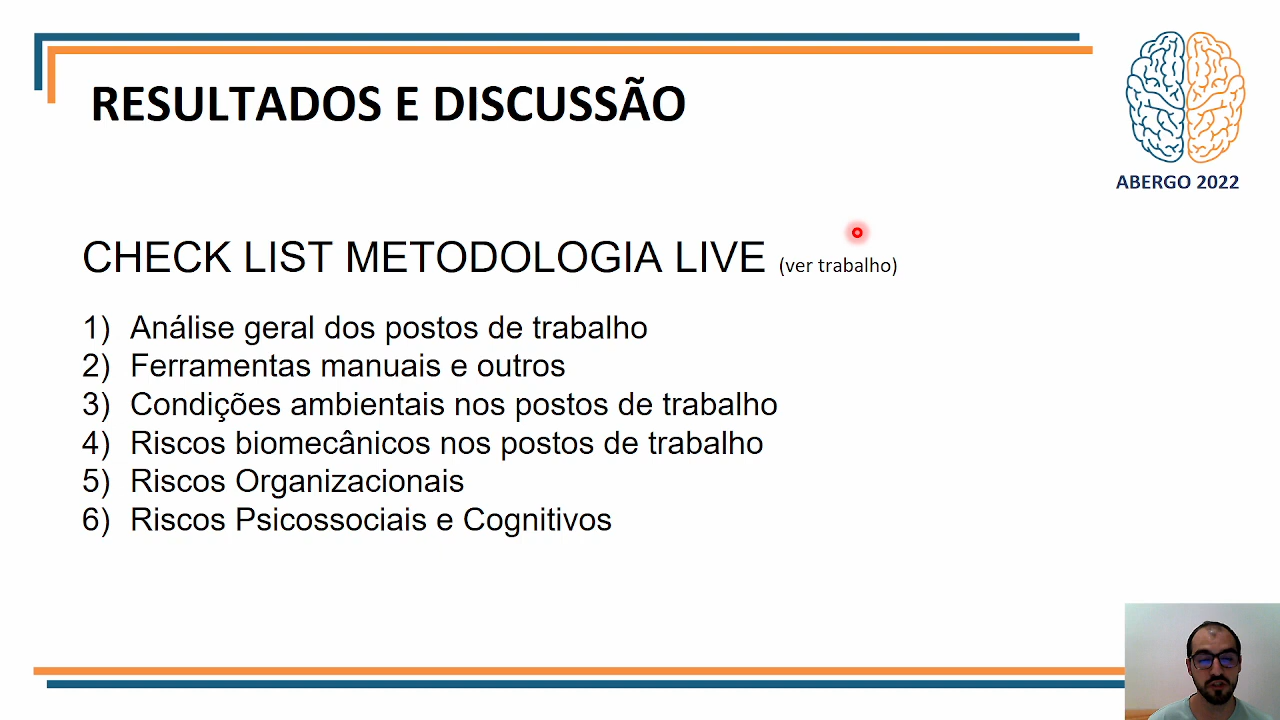 RESULTADOS E DISCUSSÃO
ABERGO 2022
CHECK LIST METODOLOGIA LIVE (ver trabalho)
1) Análise geral dos postos de trabalho
2) Ferramentas manuais e outros
3) Condições ambientais nos postos de trabalho
4) Riscos biomecânicos nos postos de trabalho
5) Riscos Organizacionais
6) Riscos Psicossociais e Cognitivos